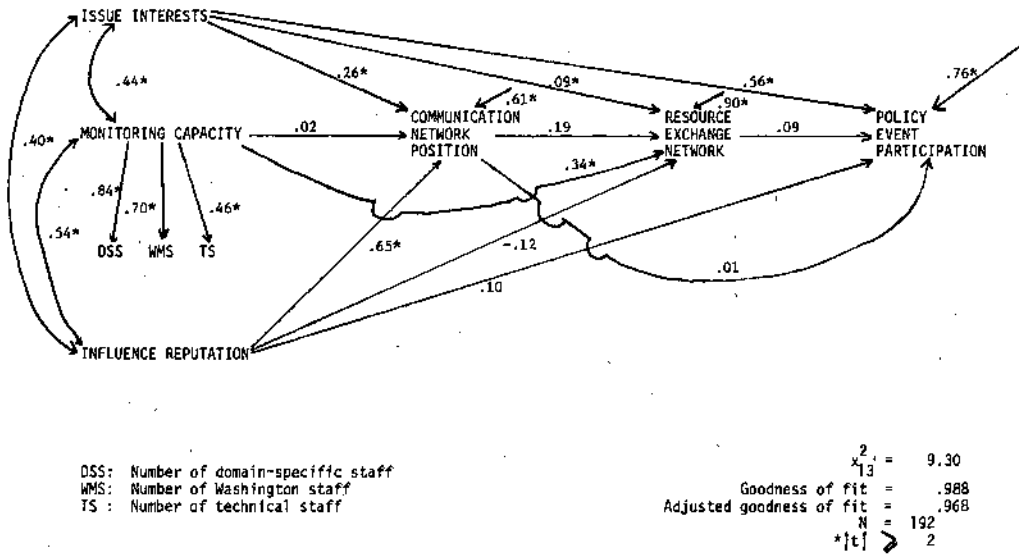 ISSUE INTERESTS
.44*
.26*
.09*
.56*
.76*
.61*
.90*
.40*
MONITORING CAPACITY
.02
COMMUNICATION
NETWORK
POSITION
.19
RESOURCE
EXCHANGE
NETWORK
.09
POLICY
EVENT
PARTICIPATION
.34*
.84*
.70*
.46*
.54*
DSS WMS TS
.65*
-.12
.01
.10
INFLUENCE REPUTATION
DSS: Number of domain-specific staff
WMS: Number of Washington staff
TS : Number of technical staff
x²13 = 9.30
Goodness of fit = .988
Adjusted goodness of fit = .968
N = 192
*|t| > 2